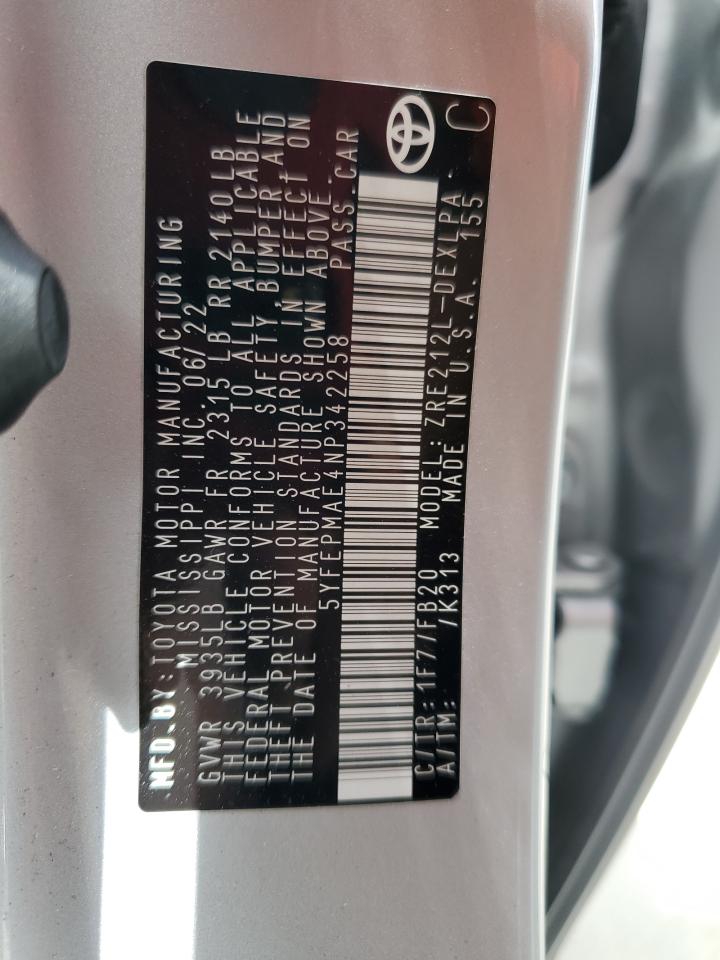 MFD.BY:TOYOTA MOTOR MANUFACTURING
MISSISSIPPI INC. 06/22
GVWR 3935LB GAWR FR 2315 LB RR 2140LB
THIS VEHICLE CONFORMS TO ALL APPLICABLE
FEDERAL MOTOR VEHICLE SAFETY,BUMPER AND
THEFT PREVENTION STANDARDS IN EFFECT ON
THE DATE OF MANUFACTURE SHOWN ABOVE.
5YFEPMAE4NP342258 PASS.CAR
C/TR:1F7/FB20 MODEL:ZRE212L-DEXLPA
A/TM: /K313 MADE IN U.S.A. 155 C